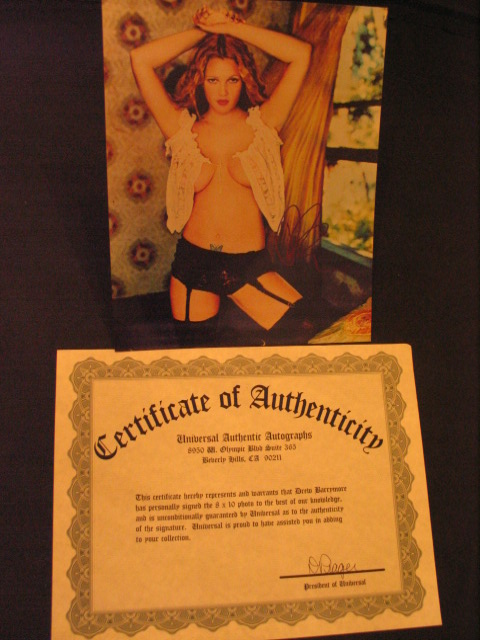 Certificate of Authenticity
Universal Authentic Autographs
8950 W. Olympic Blvd Suite 365
Beverly Hills, CA 90211
This certificate hereby represents and warrants that Drew Barrymore
has personally signed the 8 x 10 photo to the best of our knowledge,
and is unconditionally guaranteed by Universal as to the authenticity
of the signature. Universal is proud to have assisted you in adding
to your collection.
President of Universal